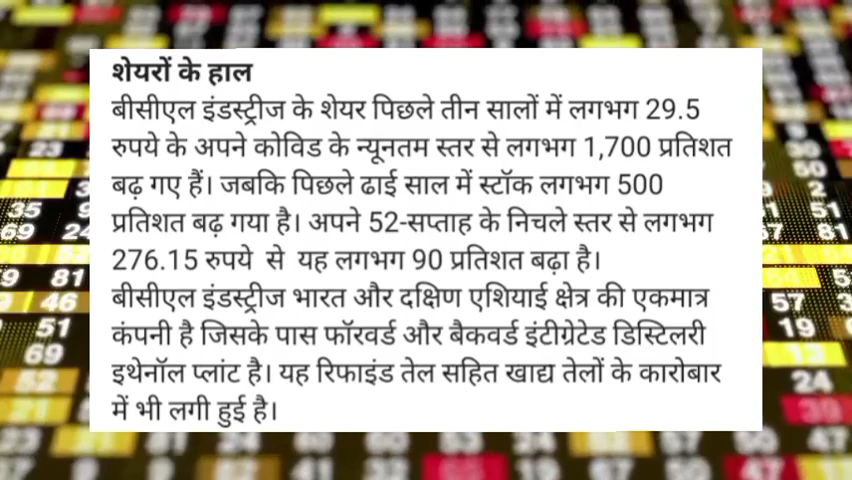 शेयरों के हाल
बीसीएल इंडस्ट्रीज के शेयर पिछले तीन सालों में लगभग 29.5
रुपये के अपने कोविड के न्यूनतम स्तर से लगभग 1,700 प्रतिशत
बढ़ गए हैं। जबकि पिछले ढाई साल में स्टॉक लगभग 500
प्रतिशत बढ़ गया है। अपने 52-सप्ताह के निचले स्तर से लगभग
276.15 रुपये से यह लगभग 90 प्रतिशत बढ़ा है।
बीसीएल इंडस्ट्रीज भारत और दक्षिण एशियाई क्षेत्र की एकमात्र
कंपनी है जिसके पास फॉरवर्ड और बैकवर्ड इंटीग्रेटेड डिस्टिलरी
इथेनॉल प्लांट है। यह रिफाइंड तेल सहित खाद्य तेलों के कारोबार
में भी लगी हुई है।